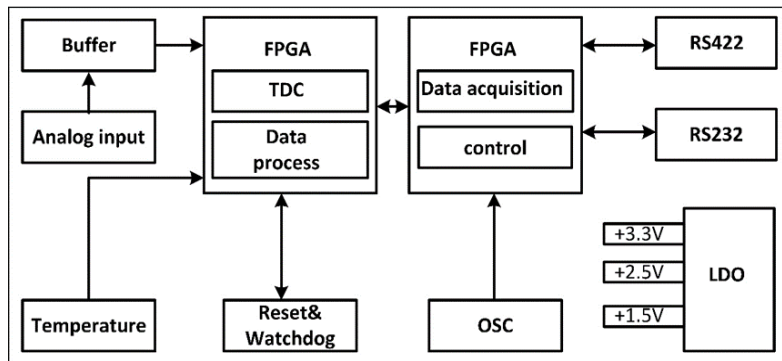 Buffer
Analog input
Temperature
FPGA
TDC
Data
process
Reset&
Watchdog
FPGA
Data acquisition
control
OSC
RS422
RS232
+3.3V
+2.5V
+1.5V
LDO